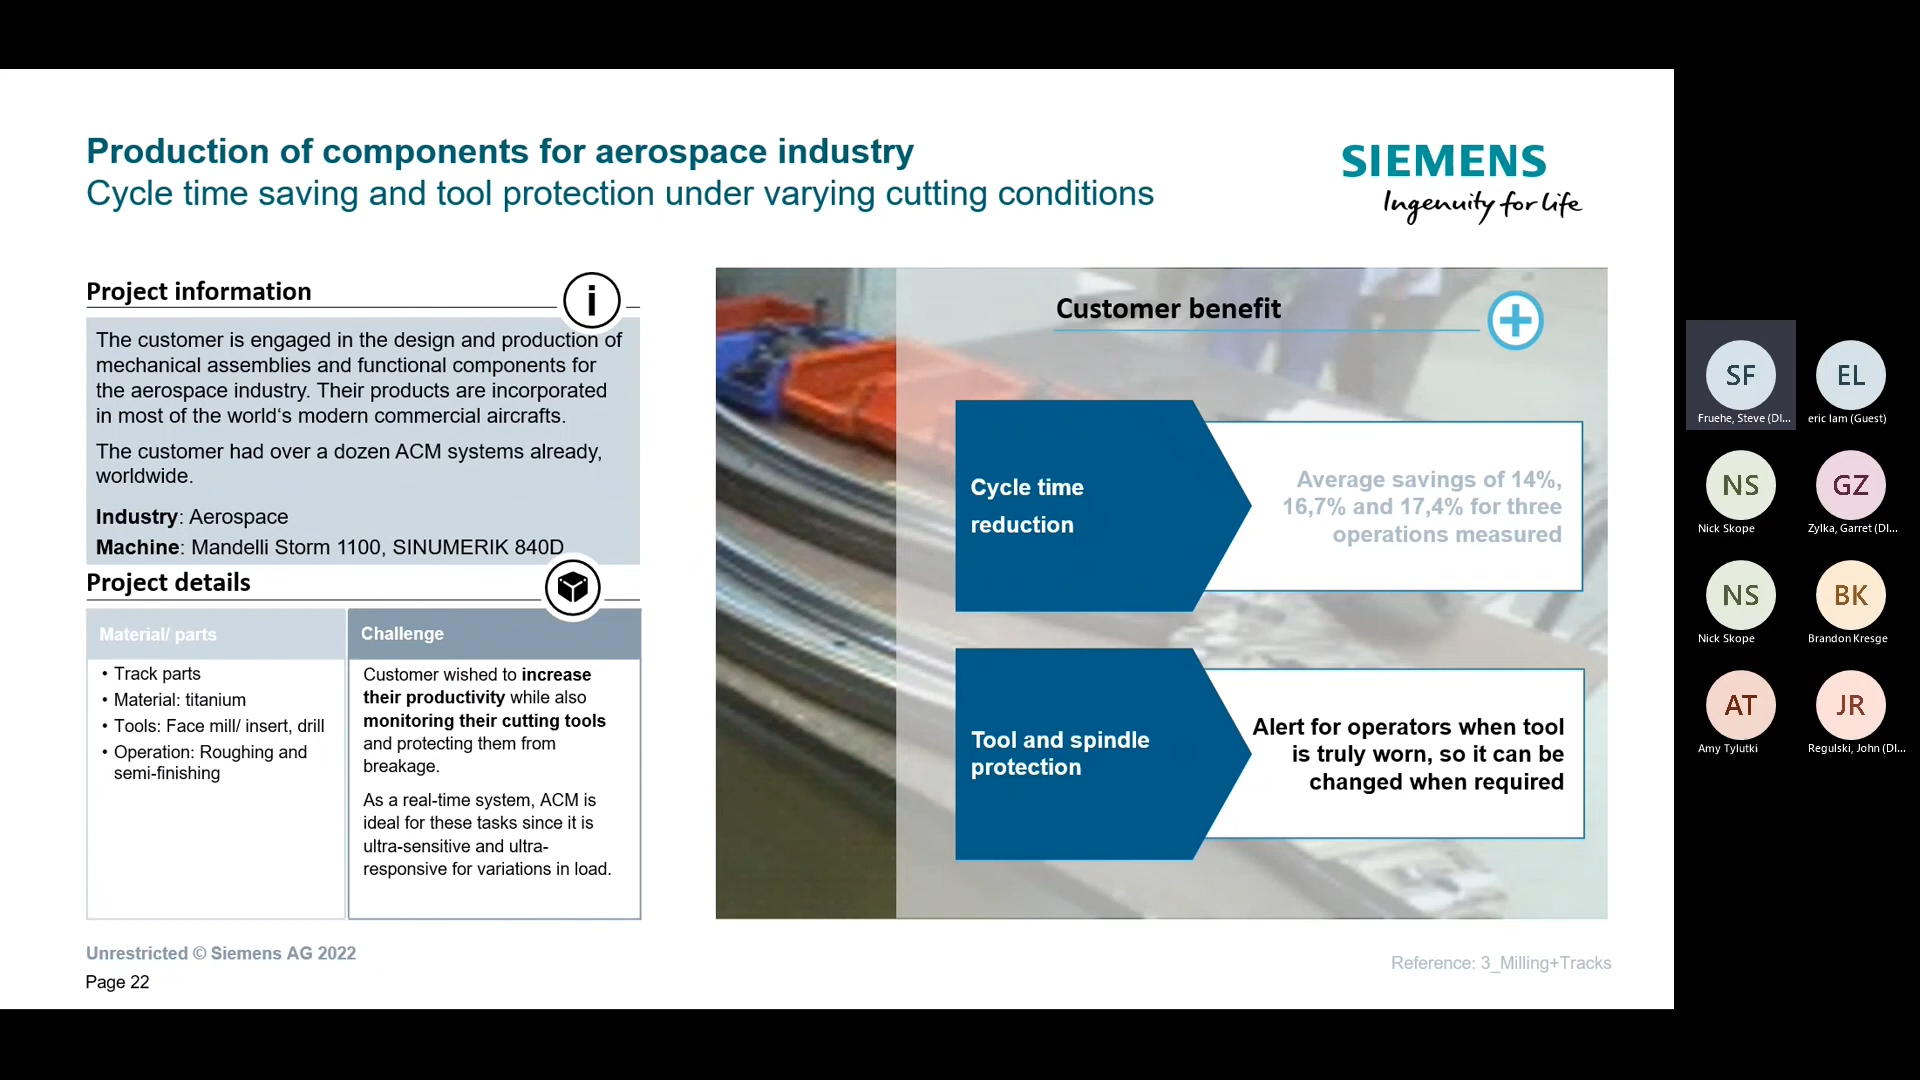 Production of components for aerospace industry
Cycle time saving and tool protection under varying cutting conditions
SIEMENS
Ingenuity for life
Project information
i
The customer is engaged in the design and production of
mechanical assemblies and functional components for
the aerospace industry. Their products are incorporated
in most of the world‘s modern commercial aircrafts.
The customer had over a dozen ACM systems already,
worldwide.
Industry: Aerospace
Machine: Mandelli Storm 1100, SINUMERIK 840D
Project details
Material/ parts
• Track parts
• Material: titanium
• Tools: Face mill/ insert, drill
• Operation: Roughing and
semi-finishing
Challenge
Customer wished to increase
their productivity while also
monitoring their cutting tools
and protecting them from
breakage.
As a real-time system, ACM is
ideal for these tasks since it is
ultra-sensitive and ultra-
responsive for variations in load.
Customer benefit
Cycle time
reduction
Average savings of 14%,
16,7% and 17,4% for three
operations measured
Tool and spindle
protection
Alert for operators when tool
is truly worn, so it can be
changed when required
Unrestricted © Siemens AG 2022
Page 22
Reference: 3_Milling+Tracks
SF
Fruehe, Steve (DI...
EL
eric lam (Guest)
NS
Nick Skope
GZ
Zylka, Garret (DI...
NS
Nick Skope
BK
Brandon Kresge
AT
Amy Tylutki
JR
Regulski, John (DI...